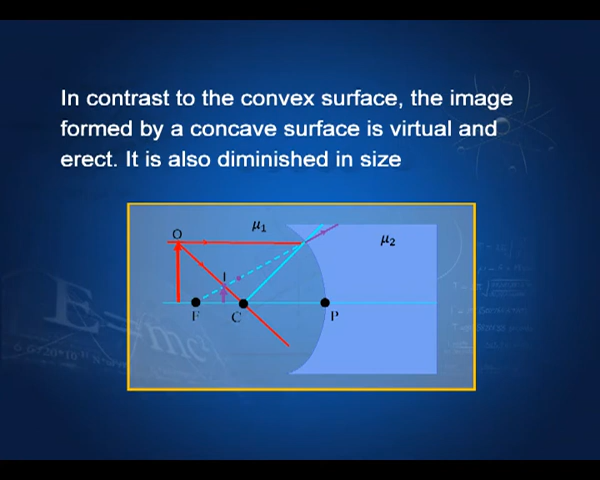 In contrast to the convex surface, the image
formed by a concave surface is virtual and
erect. It is also diminished in size
μ1
O
μ2
I
F
C
P
E=mc²